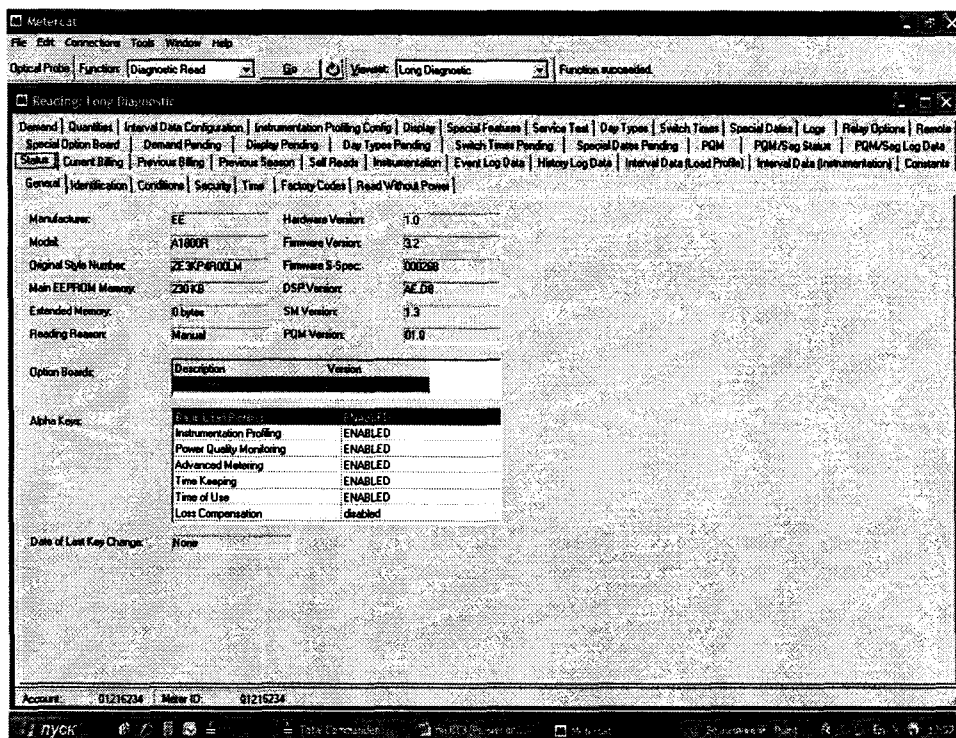 Metercat
File Edit Connections Tools Window Help
Optical Probe Function: Diagnostic Read Go Viewset: Long Diagnostic Function succeeded.
Reading: Long Diagnostic
Demand Quantities Interval Data Configuration Instrumentation Profiling Config Display Special Features Service Test Day Types Switch Times Special Dates Logs Relay Options Remote
Special Option Board Demand Pending Display Pending Day Types Pending Switch Times Pending Special Dates Pending PQM PQM/Sag Status PQM/Sag Log Data
Status Current Billing Previous Billing Previous Season Self Reads Instrumentation Event Log Data History Log Data Interval Data (Load Profile) Interval Data (Instrumentation) Constants
General Identification Conditions Security Time Factory Codes Read Without Power
Manufacturer: EE Hardware Version: 1.0
Model: A1800R Firmware Version: 3.2
Original Style Number: ZE3KP4R00LM Firmware S-Spec: 000268
Main EEPROM Memory: 230 KB DSP Version: AE.D8
Extended Memory: 0 bytes SM Version: 1.3
Reading Reason: Manual PQM Version: 01.0
Option Boards: Description Version
Alpha Keys:
Instrumentation Profiling ENABLED
Power Quality Monitoring ENABLED
Advanced Metering ENABLED
Time Keeping ENABLED
Time of Use ENABLED
Loss Compensation disabled
Date of Last Key Change: None
Account: 01216234 Meter ID: 01216234
пуск Total Commander Metercat En